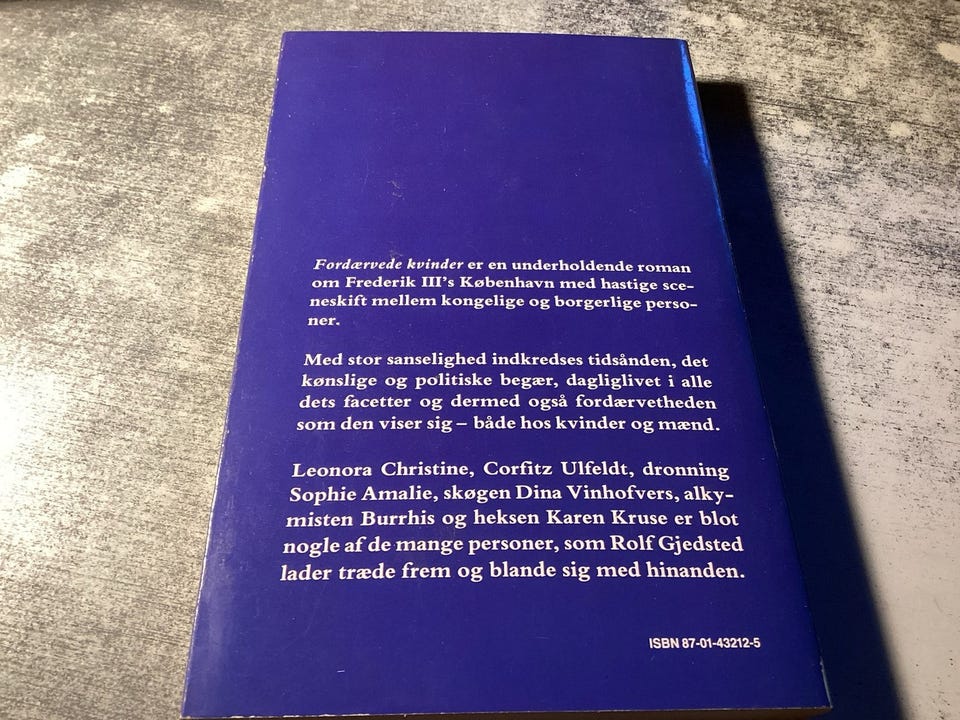 Fordærvede kvinder er en underholdende roman
om Frederik III's København med hastige sce-
neskift mellem kongelige og borgerlige perso-
ner.
Med stor sanselighed indkredses tidsånden, det
kønslige og politiske begær, dagliglivet i alle
dets facetter og dermed også fordærvetheden
som den viser sig – både hos kvinder og mænd.
Leonora Christine, Corfitz Ulfeldt, dronning
Sophie Amalie, skøgen Dina Vinhofvers, alky-
misten Burrhis og heksen Karen Kruse er blot
nogle af de mange personer, som Rolf Gjedsted
lader træde frem og blande sig med hinanden.
ISBN 87-01-43212-5